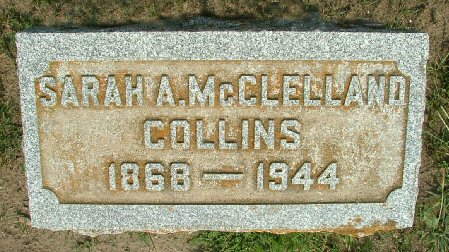 SARAH A. McCLELLAND
COLLINS
1868 — 1944